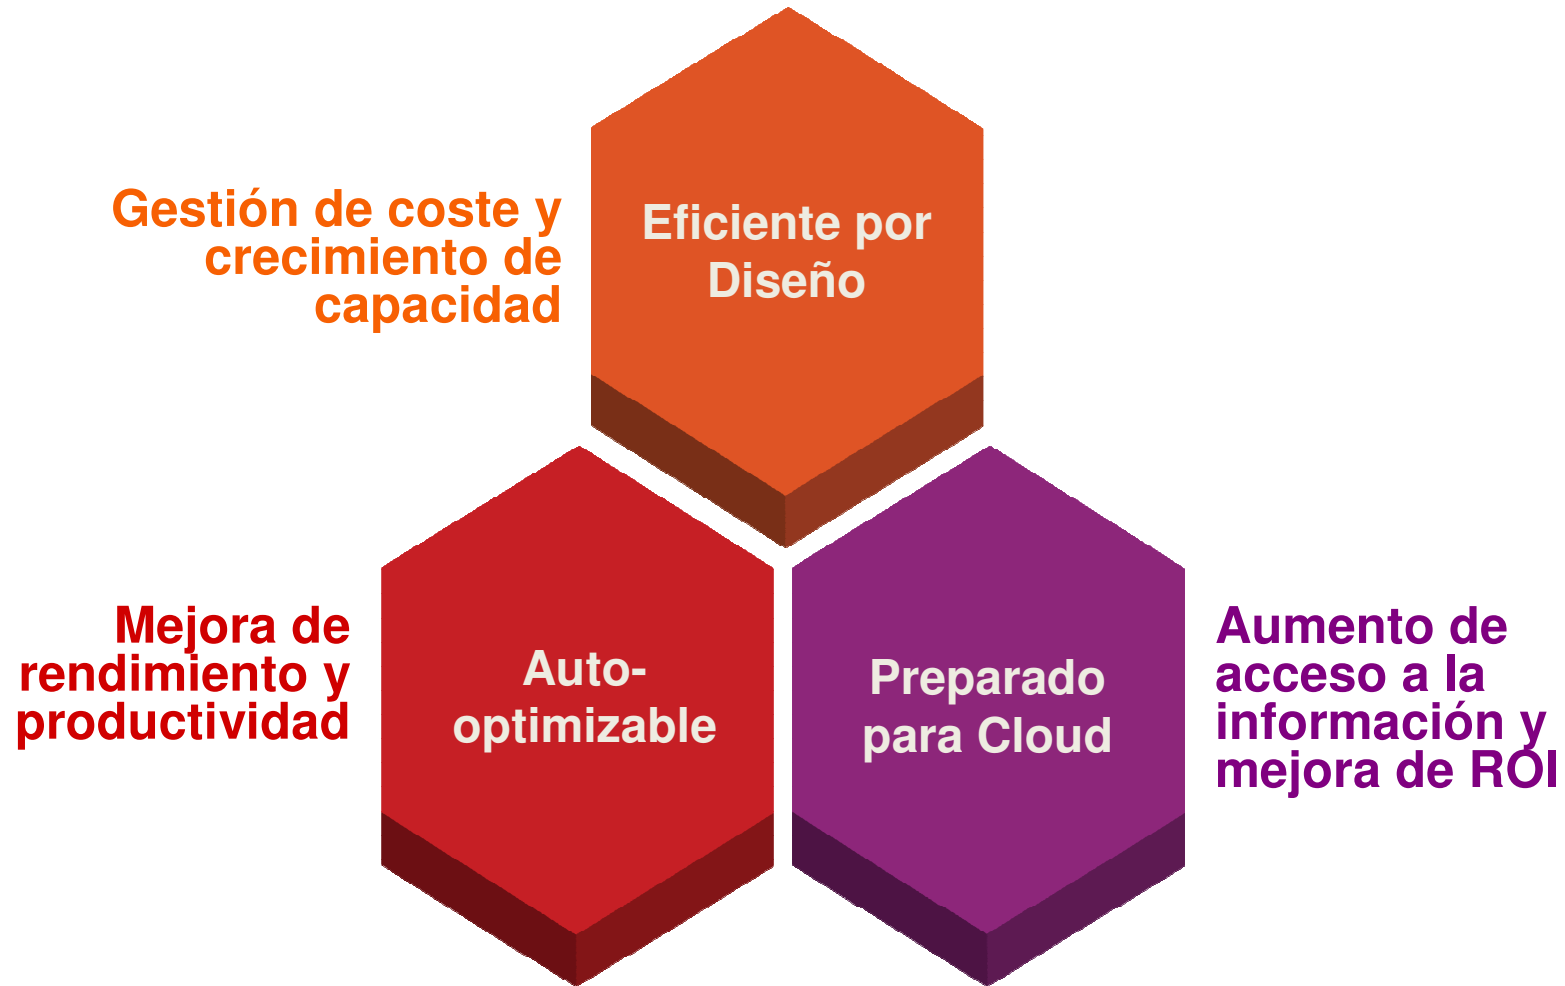 Gestión de coste y
crecimiento de
capacidad
Eficiente por
Diseño
Mejora de
rendimiento y
productividad
Auto-
optimizable
Preparado
para Cloud
Aumento de
acceso a la
información y
mejora de ROI